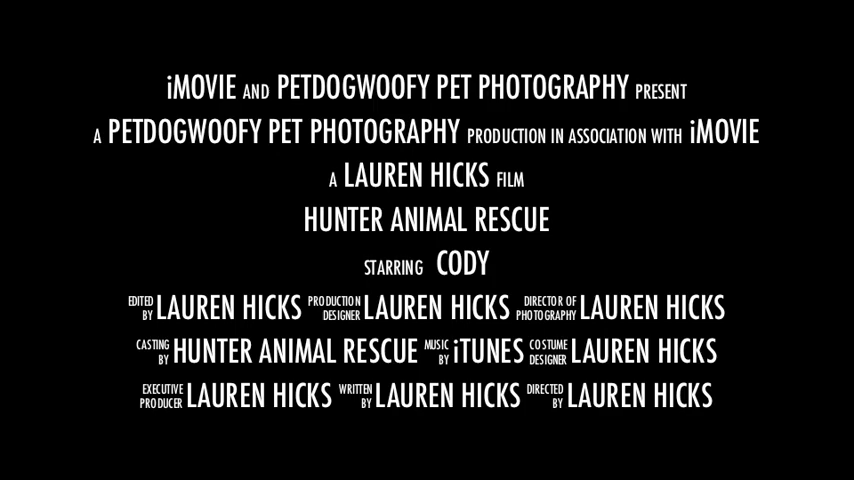 iMOVIE AND PETDOGWOOFY PET PHOTOGRAPHY PRESENT
A PETDOGWOOFY PET PHOTOGRAPHY PRODUCTION IN ASSOCIATION WITH iMOVIE
A LAUREN HICKS FILM
HUNTER ANIMAL RESCUE
STARRING CODY
EDITED BY LAUREN HICKS PRODUCTION DESIGNER LAUREN HICKS DIRECTOR OF PHOTOGRAPHY LAUREN HICKS
CASTING BY HUNTER ANIMAL RESCUE MUSIC BY iTUNES COSTUME DESIGNER LAUREN HICKS
EXECUTIVE PRODUCER LAUREN HICKS WRITTEN BY LAUREN HICKS DIRECTED BY LAUREN HICKS